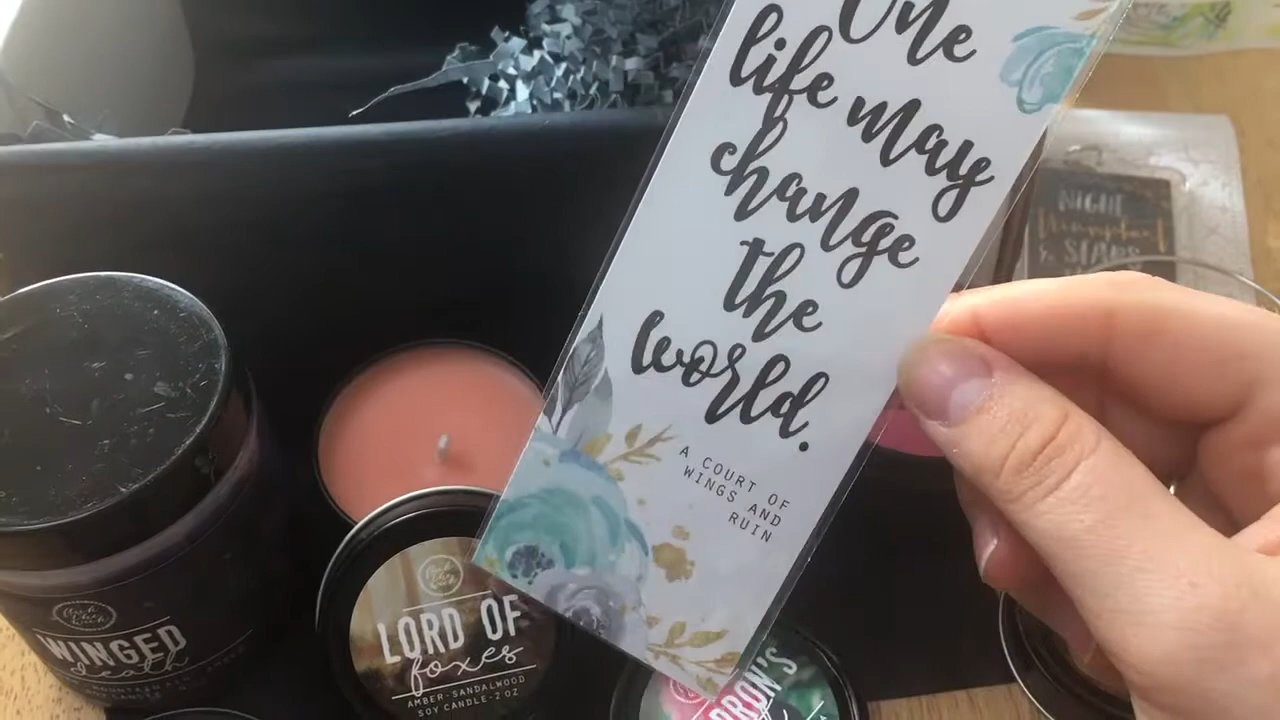 One
life may
change
the
world.
A COURT OF
WINGS AND
RUIN
NIGHT
Triumphant
& STARS
WINGED
death
LORD OF
foxes
AMBER-SANDALWOOD
SOY CANDLE-2 OZ